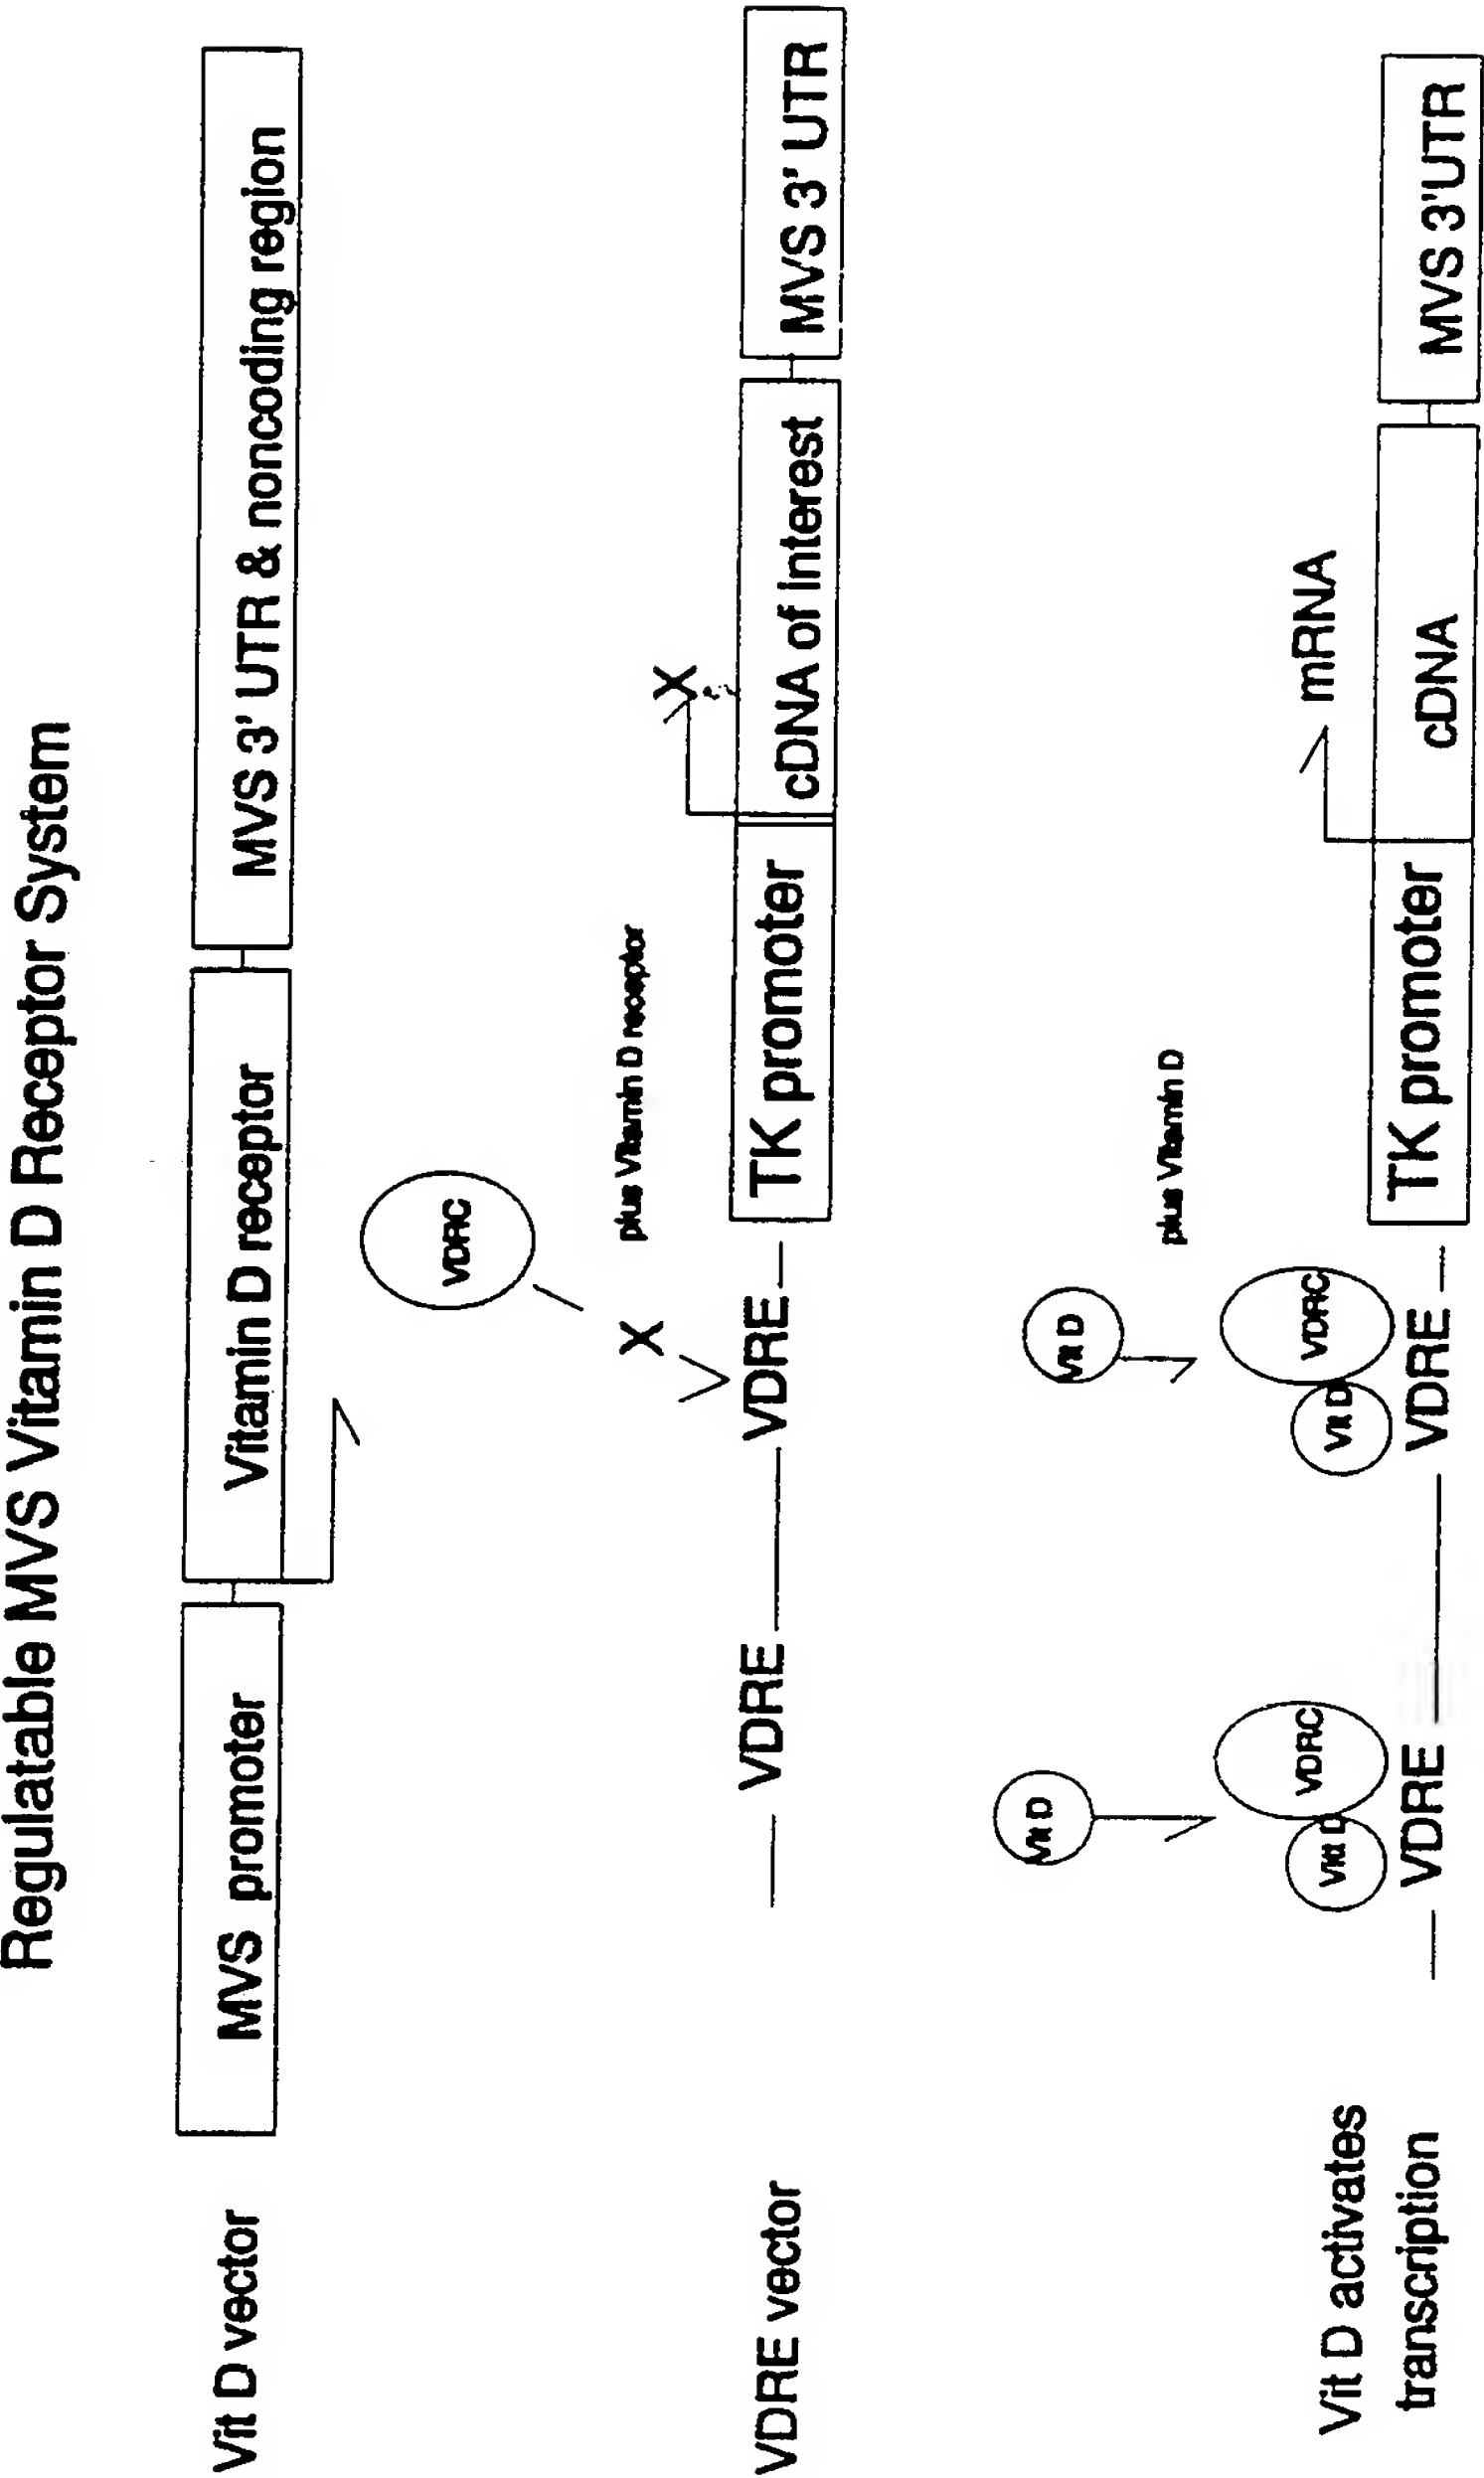 Regulatable MVS Vitamin D Receptor System
Vit D vector
MVS promoter
Vitamin D receptor
MVS 3' UTR & noncoding region
VDRC
X
plus Vitamin D receptor
X
VDRE vector
VDRE
VDRE
TK promoter
cDNA of interest
MVS 3' UTR
Vit D
Vit D
plus Vitamin D
mRNA
Vit D activates
transcription
Vitt D
VDRC
Vit D
VDRC
VDRE
VDRE
TK promoter
cDNA
MVS 3'UTR